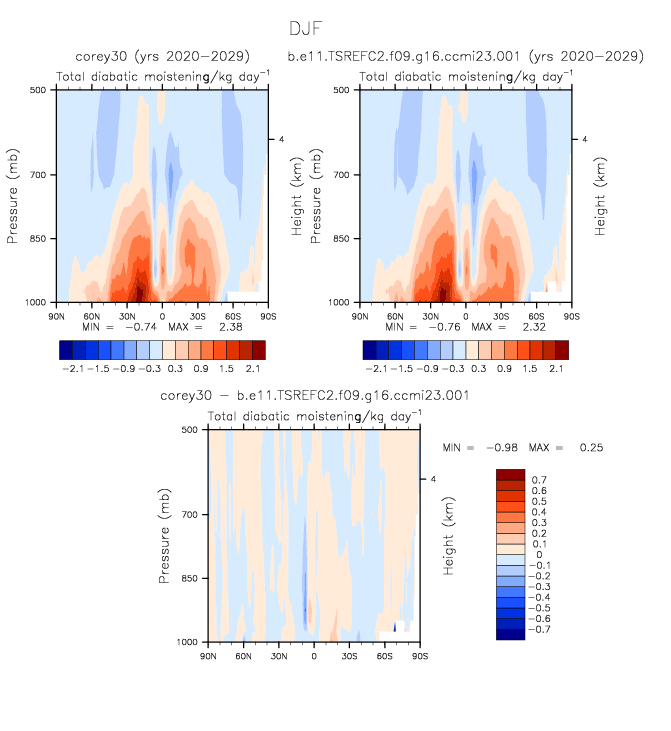 DJF
corey30 (yrs 2020-2029)
b.e11.TSREFC2.f09.g16.ccmi23.001 (yrs 2020-2029)
Total diabatic moistening/kg day⁻¹
Total diabatic moistening/kg day⁻¹
500
700
850
1000
Pressure (mb)
4
Height (km)
90N 60N 30N 0 30S 60S 90S
MIN = -0.74 MAX = 2.38
-2.1 -1.5 -0.9 -0.3 0.3 0.9 1.5 2.1
500
700
850
1000
Pressure (mb)
4
Height (km)
90N 60N 30N 0 30S 60S 90S
MIN = -0.76 MAX = 2.32
-2.1 -1.5 -0.9 -0.3 0.3 0.9 1.5 2.1
corey30 - b.e11.TSREFC2.f09.g16.ccmi23.001
Total diabatic moistening/kg day⁻¹
500
700
850
1000
Pressure (mb)
4
Height (km)
90N 60N 30N 0 30S 60S 90S
MIN = -0.98 MAX = 0.25
0.7
0.6
0.5
0.4
0.3
0.2
0.1
0
-0.1
-0.2
-0.3
-0.4
-0.5
-0.6
-0.7